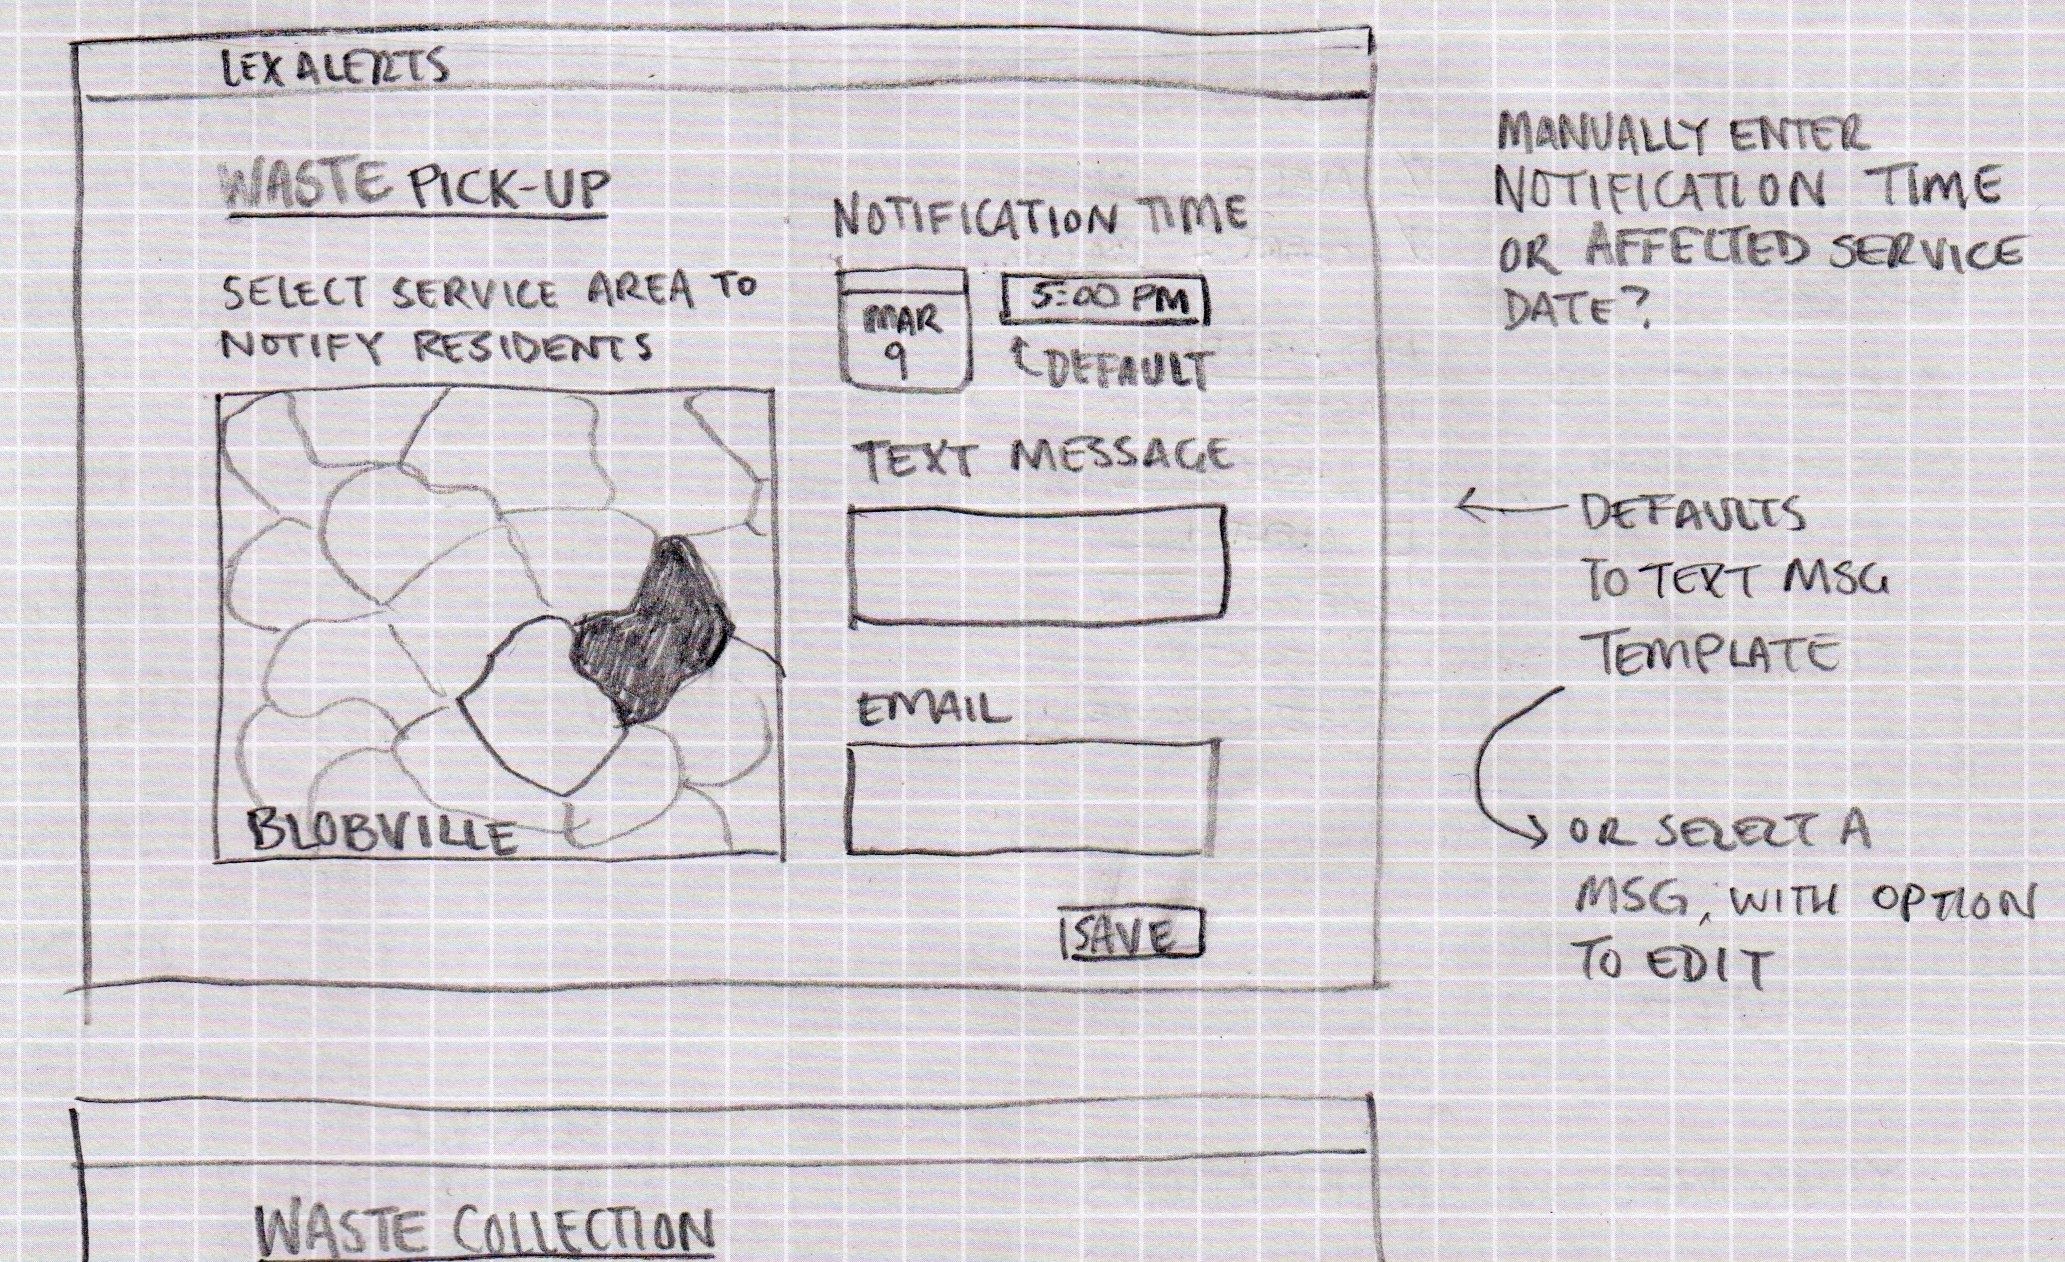 LEX ALERTS
WASTE PICK-UP
SELECT SERVICE AREA TO
NOTIFY RESIDENTS
BLOBVILLE
NOTIFICATION TIME
MAR
9
5:00 PM
DEFAULT
TEXT MESSAGE
EMAIL
SAVE
MANUALLY ENTER
NOTIFICATION TIME
OR AFFECTED SERVICE
DATE?
DEFAULTS
TO TEXT MSG
TEMPLATE
OR SELECT A
MSG, WITH OPTION
TO EDIT
WASTE COLLECTION